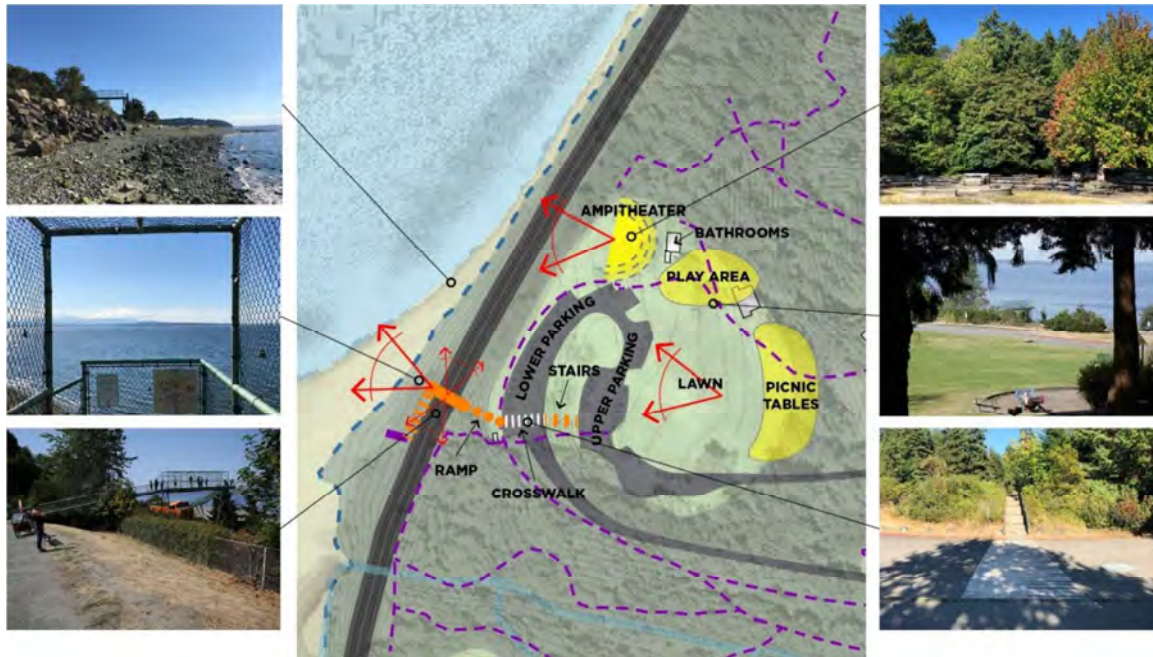 AMPITHEATER
BATHROOMS
PLAY AREA
LOWER PARKING
STAIRS
UPPER PARKING
LAWN
PICNIC
TABLES
RAMP
CROSSWALK